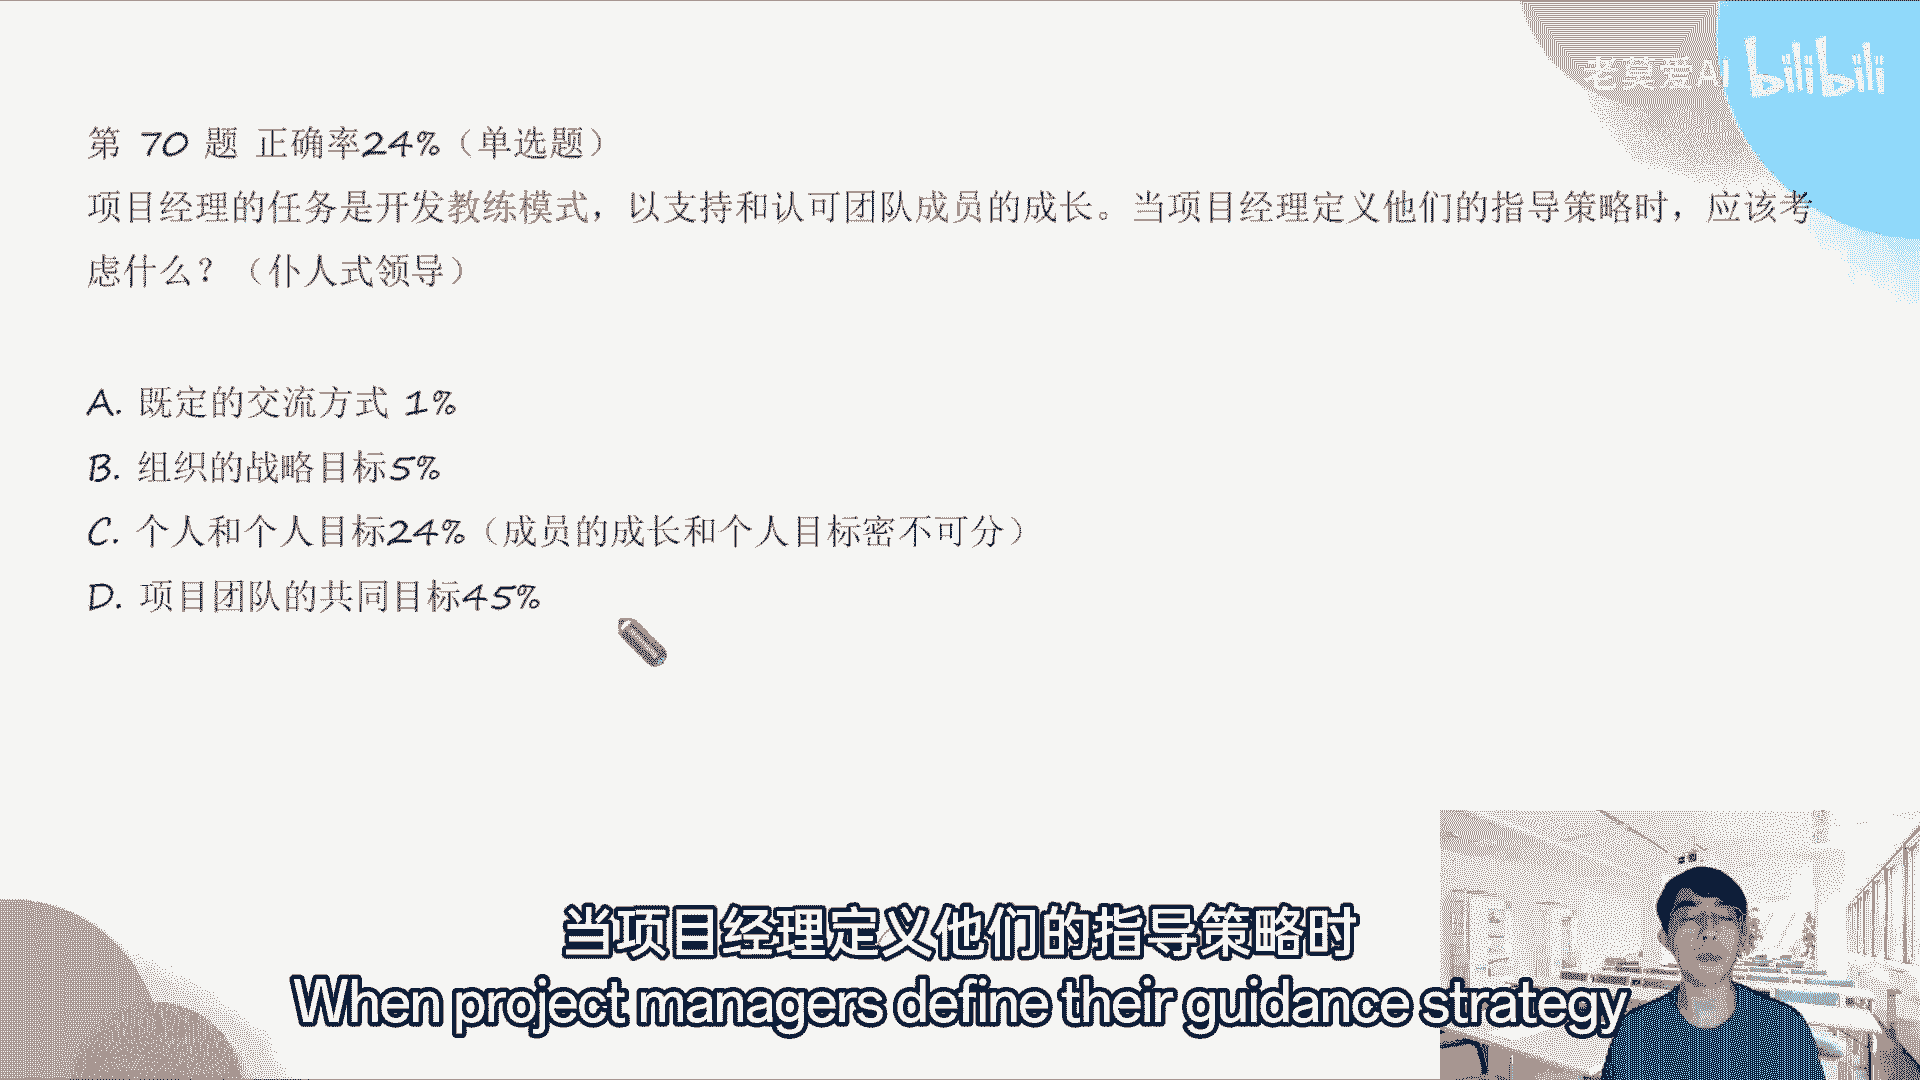 老吴爱AI bilibili
第 70 题 正确率24%（单选题）
项目经理的任务是开发教练模式，以支持和认可团队成员的成长。当项目经理定义他们的指导策略时，应该考
虑什么？（仆人式领导）
A. 既定的交流方式 1%
B. 组织的战略目标5%
C. 个人和个人目标24%（成员的成长和个人目标密不可分）
D. 项目团队的共同目标45%
当项目经理定义他们的指导策略时
When project managers define their guidance strategy